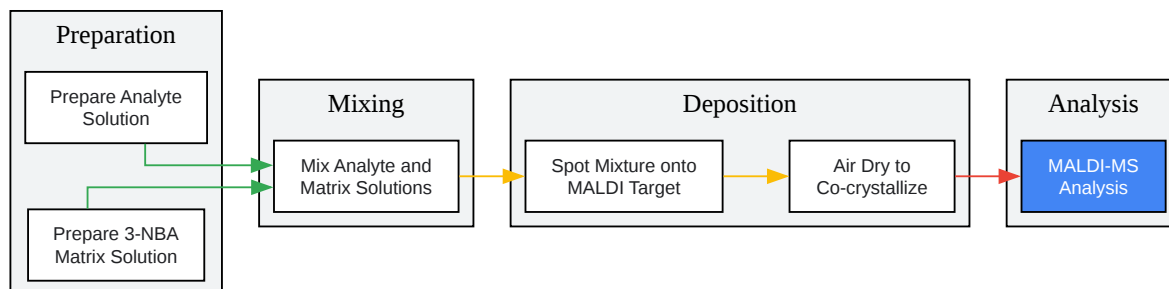 Preparation
Prepare Analyte
Solution
Prepare 3-NBA
Matrix Solution
Mixing
Mix Analyte and
Matrix Solutions
Deposition
Spot Mixture onto
MALDI Target
Air Dry to
Co-crystallize
Analysis
MALDI-MS
Analysis